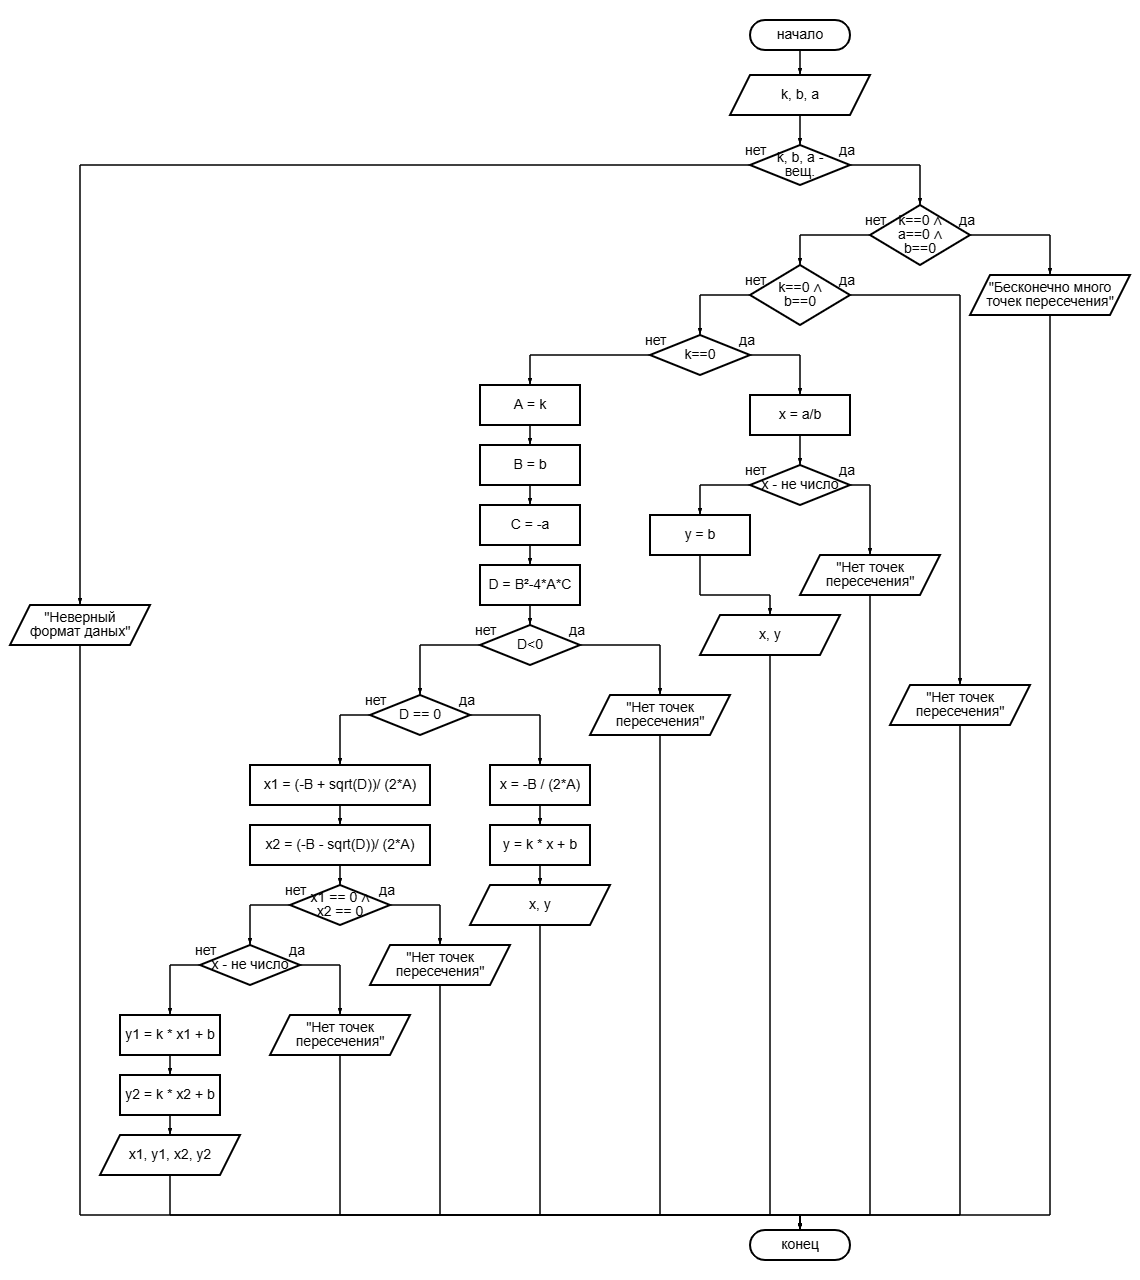 начало
k, b, a
нет
k, b, a -
вещ.
да
нет
k==0 ∧
a==0 ∧
b==0
да
нет
k==0 ∧
b==0
да
"Бесконечно много
точек пересечения"
нет
k==0
да
A = k
x = a/b
B = b
нет
x - не число
да
C = -a
y = b
D = B²-4*A*C
"Нет точек
пересечения"
"Неверный
формат даных"
нет
D<0
да
x, y
нет
D == 0
да
"Нет точек
пересечения"
"Нет точек
пересечения"
x1 = (-B + sqrt(D))/ (2*A)
x = -B / (2*A)
x2 = (-B - sqrt(D))/ (2*A)
y = k * x + b
нет
x1 == 0 ∧
x2 == 0
да
x, y
нет
x - не число
да
"Нет точек
пересечения"
y1 = k * x1 + b
"Нет точек
пересечения"
y2 = k * x2 + b
x1, y1, x2, y2
конец